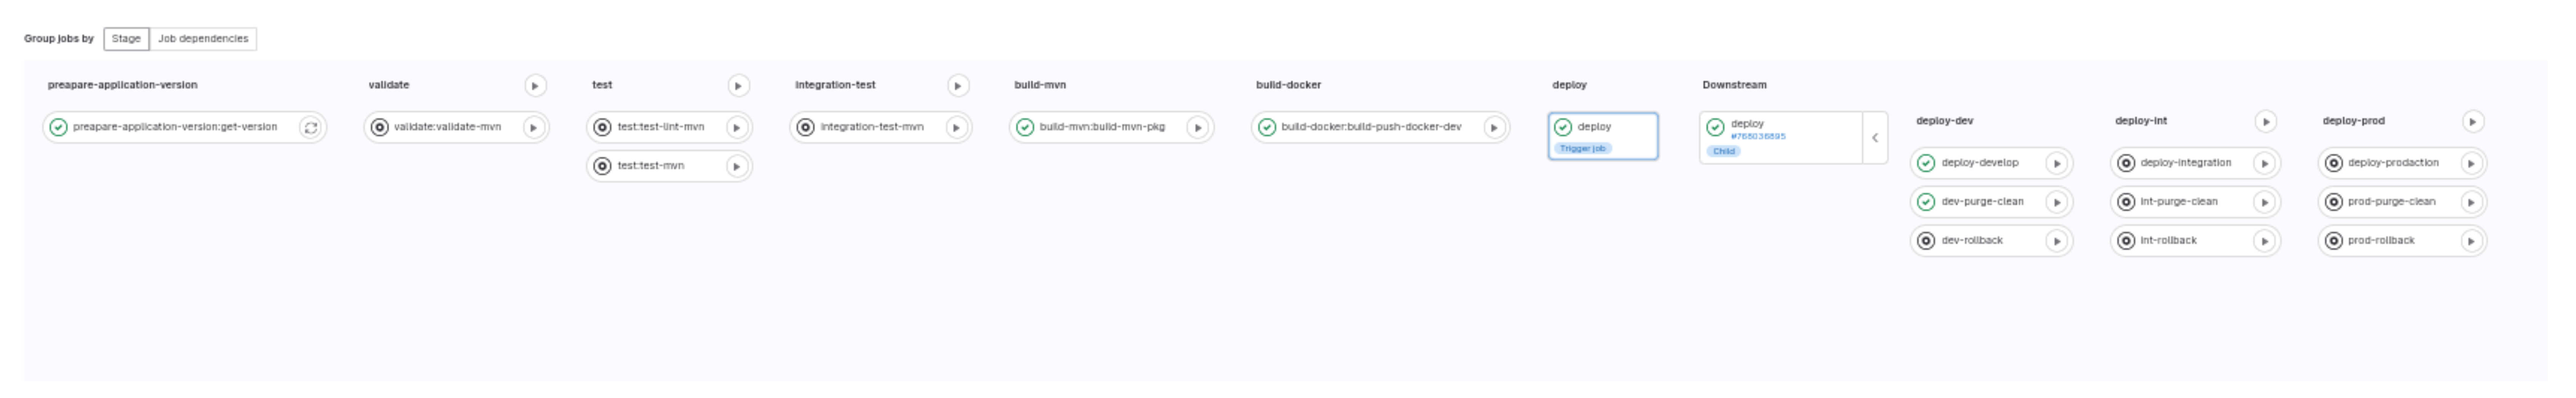 Group jobs by Stage Job dependencies
preapare-application-version
preapare-application-version:get-version
validate
validate:validate-mvn
test
test:test-lint-mvn
test:test-mvn
integration-test
integration-test-mvn
build-mvn
build-mvn:build-mvn-pkg
build-docker
build-docker:build-push-docker-dev
deploy
deploy
Trigger job
Downstream
deploy
#768036895
Child
deploy-dev
deploy-develop
dev-purge-clean
dev-rollback
deploy-int
deploy-integration
int-purge-clean
int-rollback
deploy-prod
deploy-prodaction
prod-purge-clean
prod-rollback